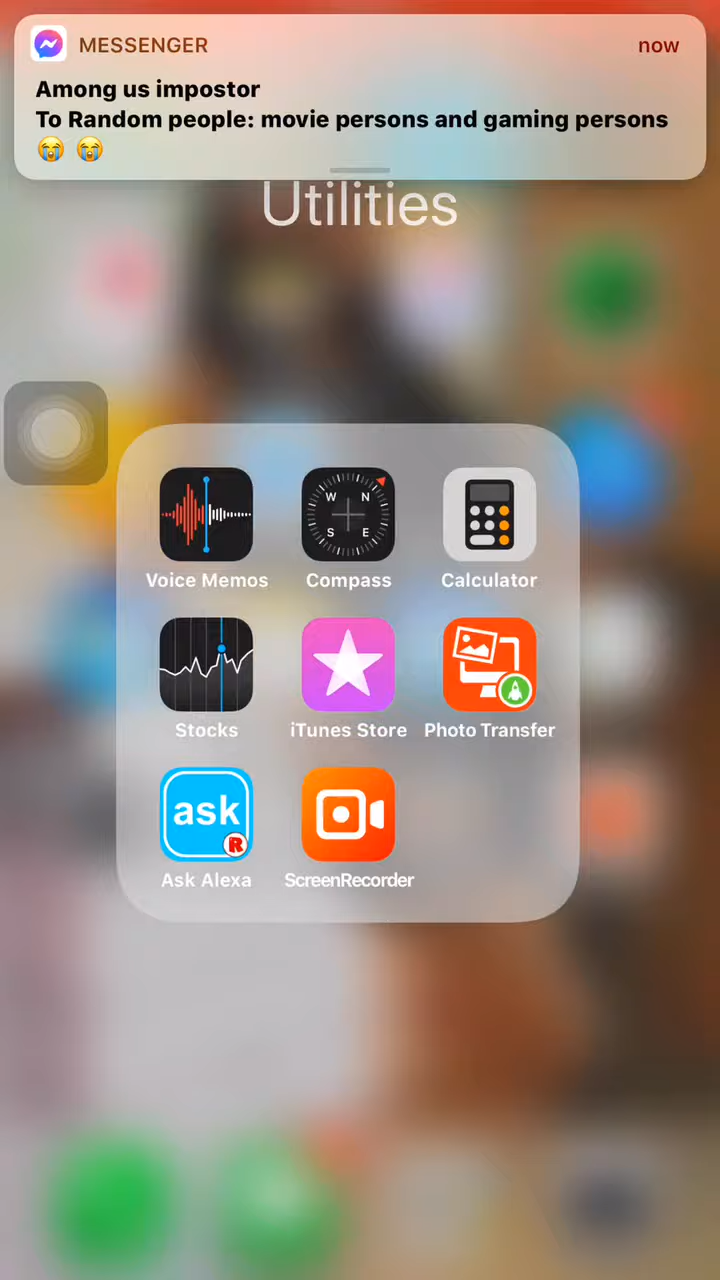 MESSENGER now
Among us impostor
To Random people: movie persons and gaming persons
😭 😭
Utilities
W N
S E
Voice Memos Compass Calculator
Stocks iTunes Store Photo Transfer
ask
R
Ask Alexa ScreenRecorder